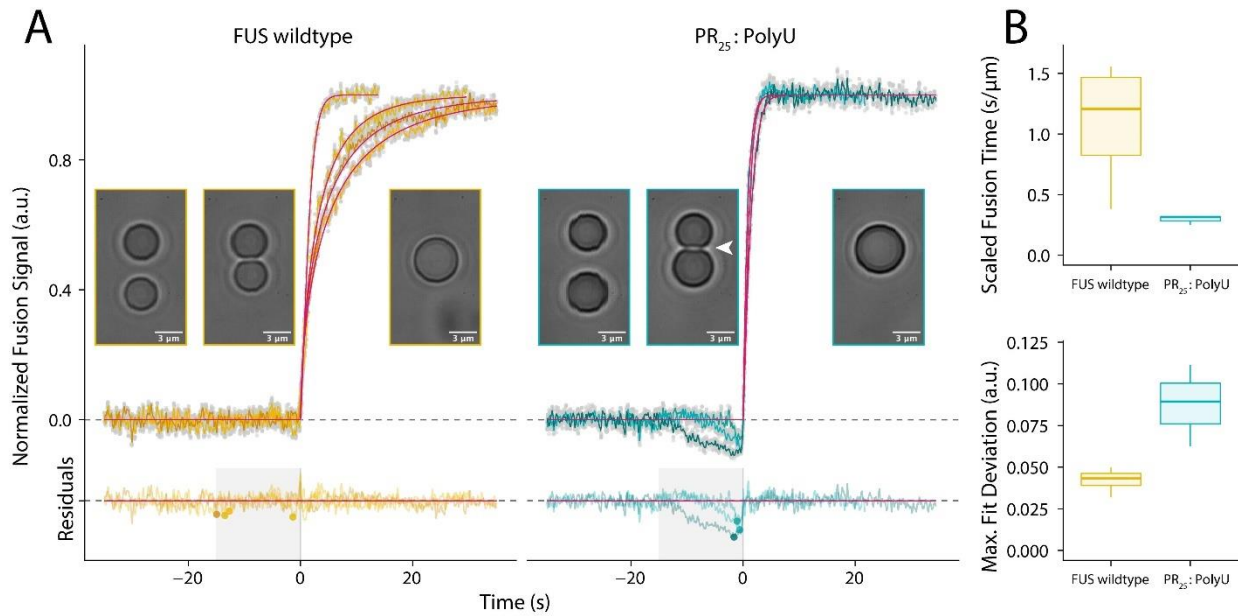 A
B
FUS wildtype
PR₂₅: PolyU
Normalized Fusion Signal (a.u.)
0.8
0.4
0.0
3 µm
3 µm
3 µm
3 µm
3 µm
3 µm
Residuals
−20
0
20
−20
0
20
Time (s)
Scaled Fusion Time (s/µm)
1.5
1.0
0.5
0.0
FUS wildtype
PR₂₅: PolyU
Max. Fit Deviation (a.u.)
0.125
0.100
0.075
0.050
0.025
0.000
FUS wildtype
PR₂₅: PolyU